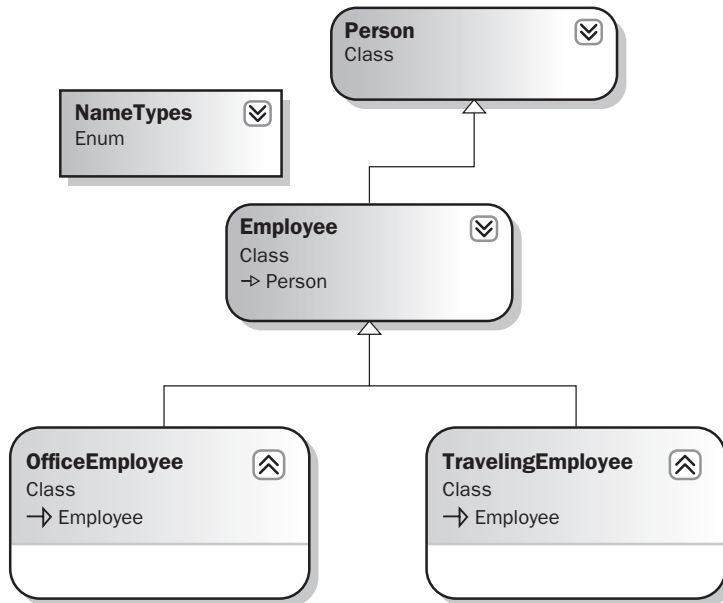 Person
Class
NameTypes
Enum
Employee
Class
Person
OfficeEmployee
Class
Employee
TravelingEmployee
Class
Employee